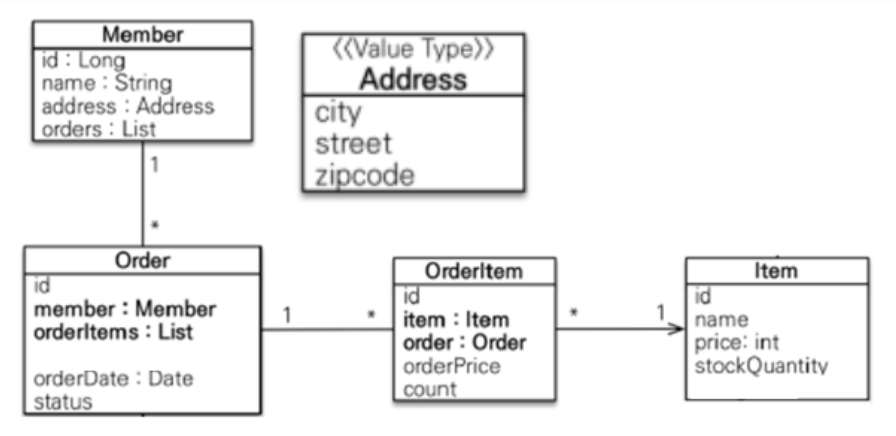 Member
id : Long
name : String
address : Address
orders : List
<<Value Type>>
Address
city
street
zipcode
1
*
Order
id
member : Member
orderItems : List
orderDate : Date
status
1
*
OrderItem
id
item : Item
order : Order
orderPrice
count
*
1
Item
id
name
price: int
stockQuantity